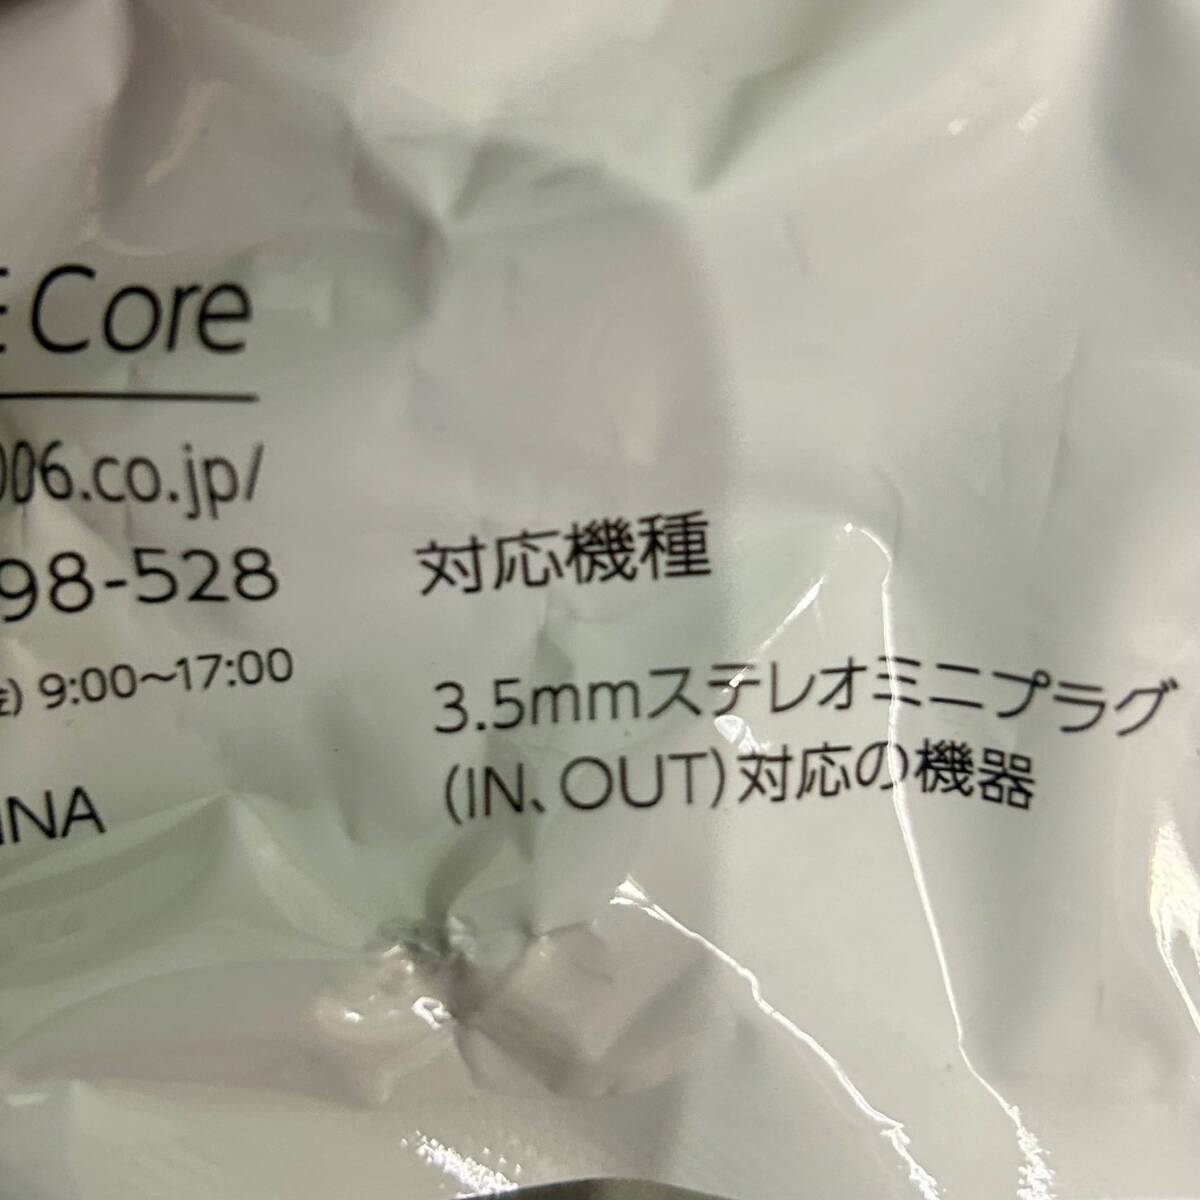 Core
006.co.jp/
98-528
9:00～17:00
対応機種
3.5mmステレオミニプラグ
(IN、OUT)対応の機器